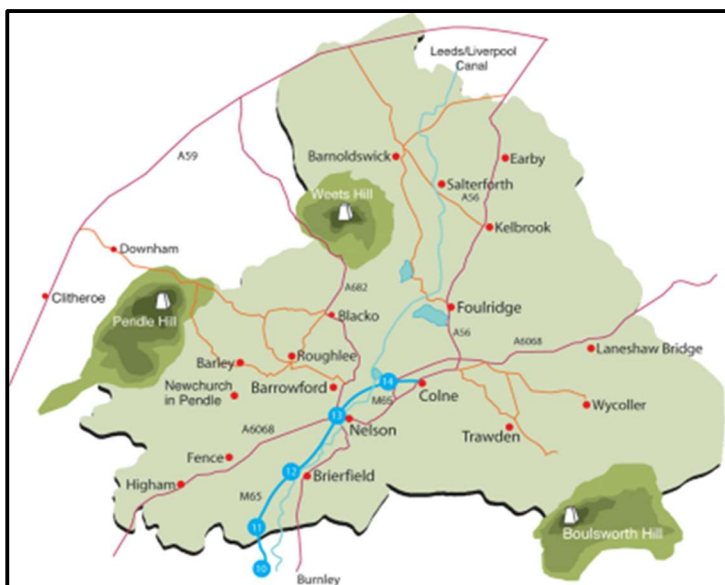 Leeds/Liverpool
Canal
A59
Barnoldswick
Earby
Salterforth
A56
Weets Hill
Kelbrook
Downham
A682
Clitheroe
Pendle Hill
Blacko
Foulridge
A56
A6068
Roughlee
Laneshaw Bridge
Barley
14
Newchurch
in Pendle
Barrowford
M65
Colne
Wycoller
13
Nelson
A6068
Trawden
Fence
12
Brierfield
Higham
M65
11
Boulsworth Hill
10
Burnley